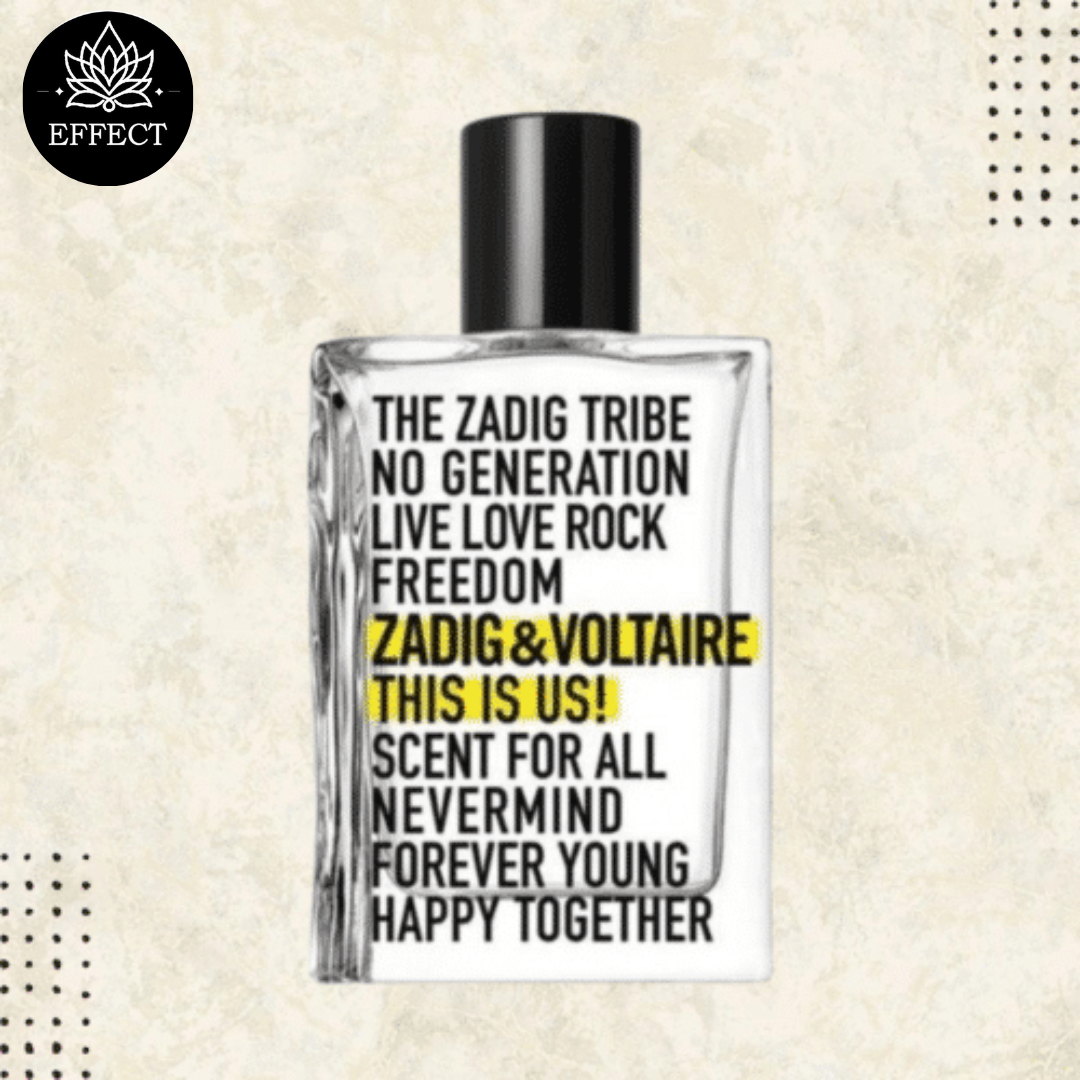 EFFECT
THE ZADIG TRIBE
NO GENERATION
LIVE LOVE ROCK
FREEDOM
ZADIG&VOLTAIRE
THIS IS US!
SCENT FOR ALL
NEVERMIND
FOREVER YOUNG
HAPPY TOGETHER